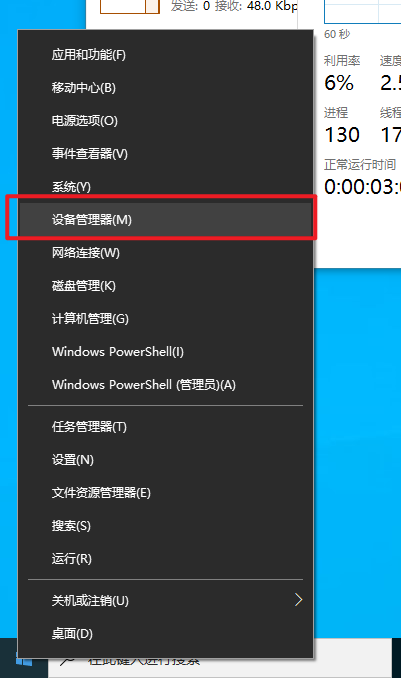 发送: 0 接收: 48.0 Kbp
60 秒
利用率
6%
2.5
进程
130
17
正常运行时间
0:00:03:
应用和功能(F)
移动中心(B)
电源选项(O)
事件查看器(V)
系统(Y)
设备管理器(M)
网络连接(W)
磁盘管理(K)
计算机管理(G)
Windows PowerShell(I)
Windows PowerShell (管理员)(A)
任务管理器(T)
设置(N)
文件资源管理器(E)
搜索(S)
运行(R)
关机或注销(U)
桌面(D)
在此键入进行搜索